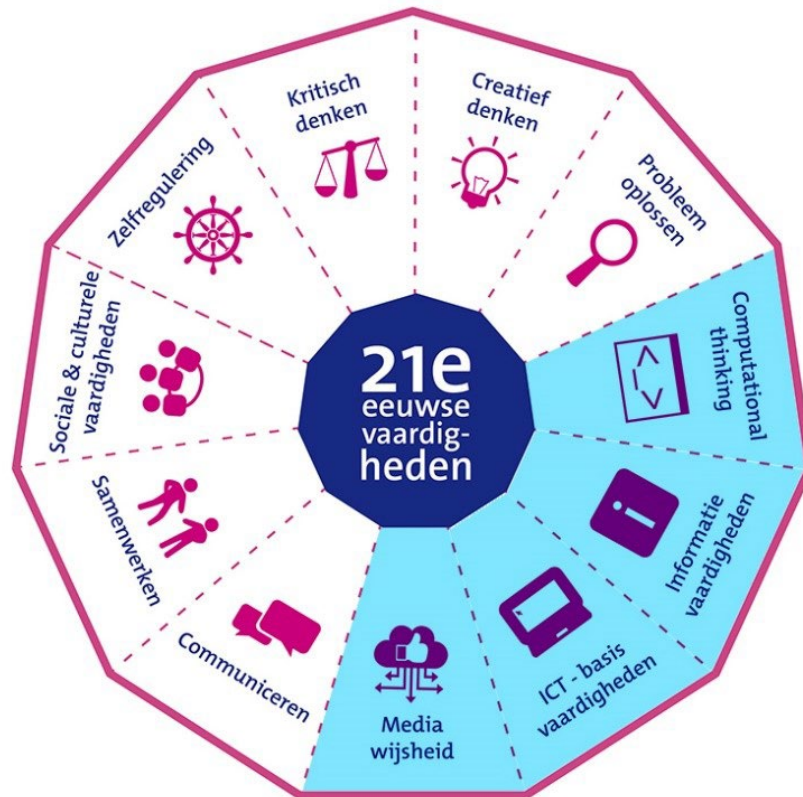 21e
eeuwse
vaardig-
heden
Kritisch
denken
Creatief
denken
Probleem
oplossen
Computational
thinking
Informatie
vaardigheden
ICT - basis
vaardigheden
Media
wijsheid
Communiceren
Samenwerken
Sociale & culturele
vaardigheden
Zelfregulering